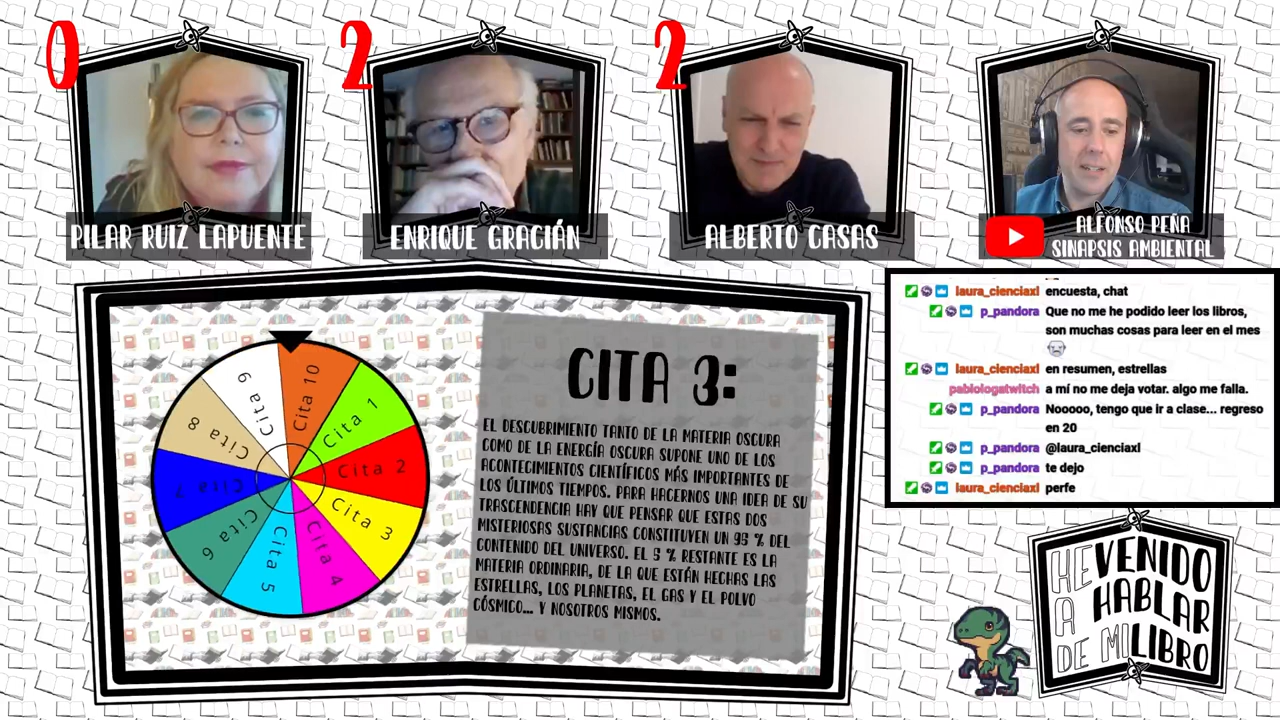 0
2
2
PILAR RUIZ LAPUENTE
ENRIQUE GRACIÁN
ALBERTO CASAS
ALFONSO PEÑA
SINAPSIS AMBIENTAL
Cita 10
Cita 1
Cita 2
Cita 3
Cita 4
Cita 5
Cita 6
Cita 7
Cita 8
Cita 9
CITA 3:
EL DESCUBRIMIENTO TANTO DE LA MATERIA OSCURA
COMO DE LA ENERGÍA OSCURA SUPONE UNO DE LOS
ACONTECIMIENTOS CIENTÍFICOS MÁS IMPORTANTES DE
LOS ÚLTIMOS TIEMPOS. PARA HACERNOS UNA IDEA DE SU
TRASCENDENCIA HAY QUE PENSAR QUE ESTAS DOS
MISTERIOSAS SUSTANCIAS CONSTITUYEN UN 95 % DEL
CONTENIDO DEL UNIVERSO. EL 5 % RESTANTE ES LA
MATERIA ORDINARIA, DE LA QUE ESTÁN HECHAS LAS
ESTRELLAS, LOS PLANETAS, EL GAS Y EL POLVO
CÓSMICO... Y NOSOTROS MISMOS.
laura_cienciaxl encuesta, chat
p_pandora Que no me he podido leer los libros,
son muchas cosas para leer en el mes
laura_cienciaxl en resumen, estrellas
pablologatwitch a mí no me deja votar. algo me falla.
p_pandora Nooooo, tengo que ir a clase... regreso
en 20
p_pandora @laura_cienciaxl
p_pandora te dejo
laura_cienciaxl perfe
HE VENIDO
A HABLAR
DE MI LIBRO